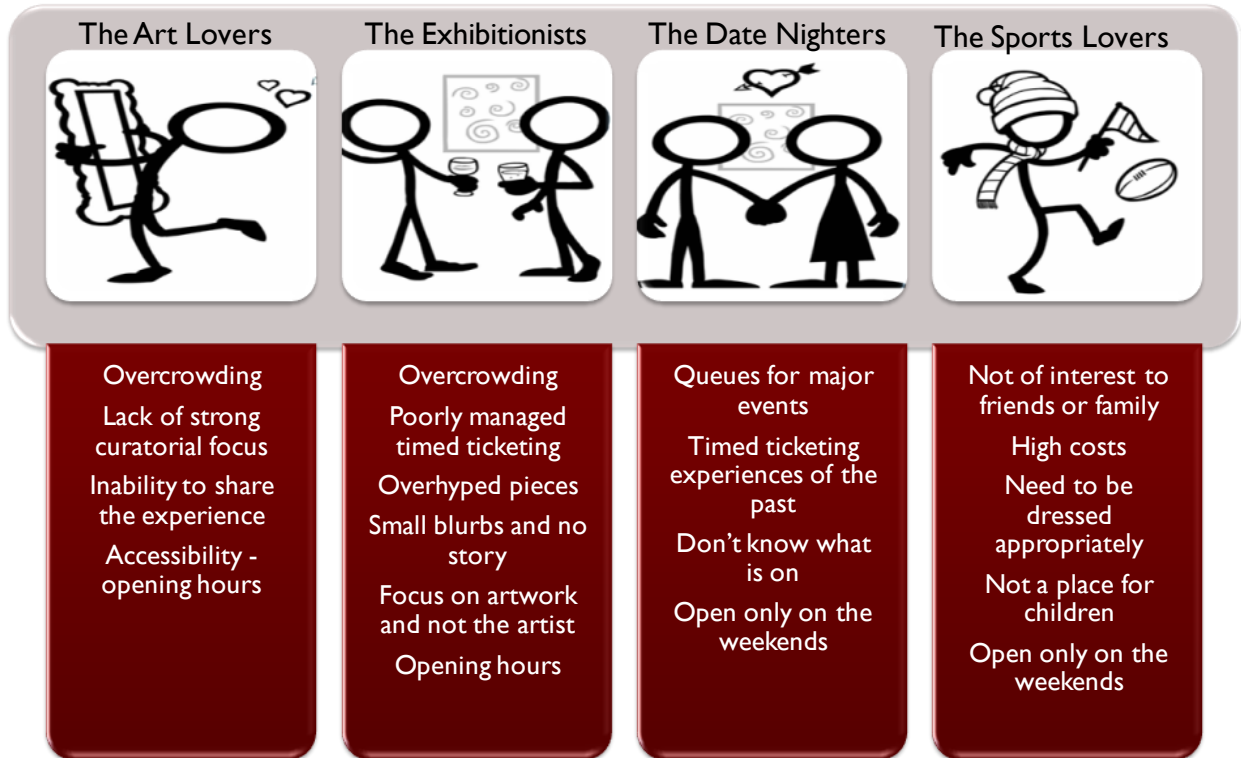 The Art Lovers
The Exhibitionists
The Date Nighters
The Sports Lovers
Overcrowding
Lack of strong
curatorial focus
Inability to share
the experience
Accessibility -
opening hours
Overcrowding
Poorly managed
timed ticketing
Overhyped pieces
Small blurbs and no
story
Focus on artwork
and not the artist
Opening hours
Queues for major
events
Timed ticketing
experiences of the
past
Don’t know what
is on
Open only on the
weekends
Not of interest to
friends or family
High costs
Need to be
dressed
appropriately
Not a place for
children
Open only on the
weekends